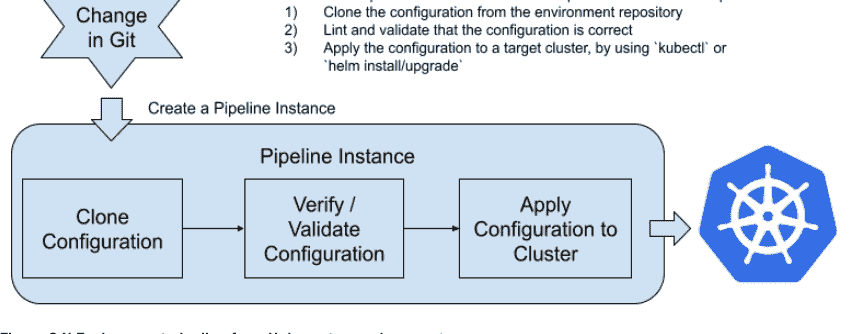 Change
in Git
1) Clone the configuration from the environment repository
2) Lint and validate that the configuration is correct
3) Apply the configuration to a target cluster, by using `kubectl` or
`helm install/upgrade`
Create a Pipeline Instance
Pipeline Instance
Clone
Configuration
Verify /
Validate
Configuration
Apply
Configuration to
Cluster